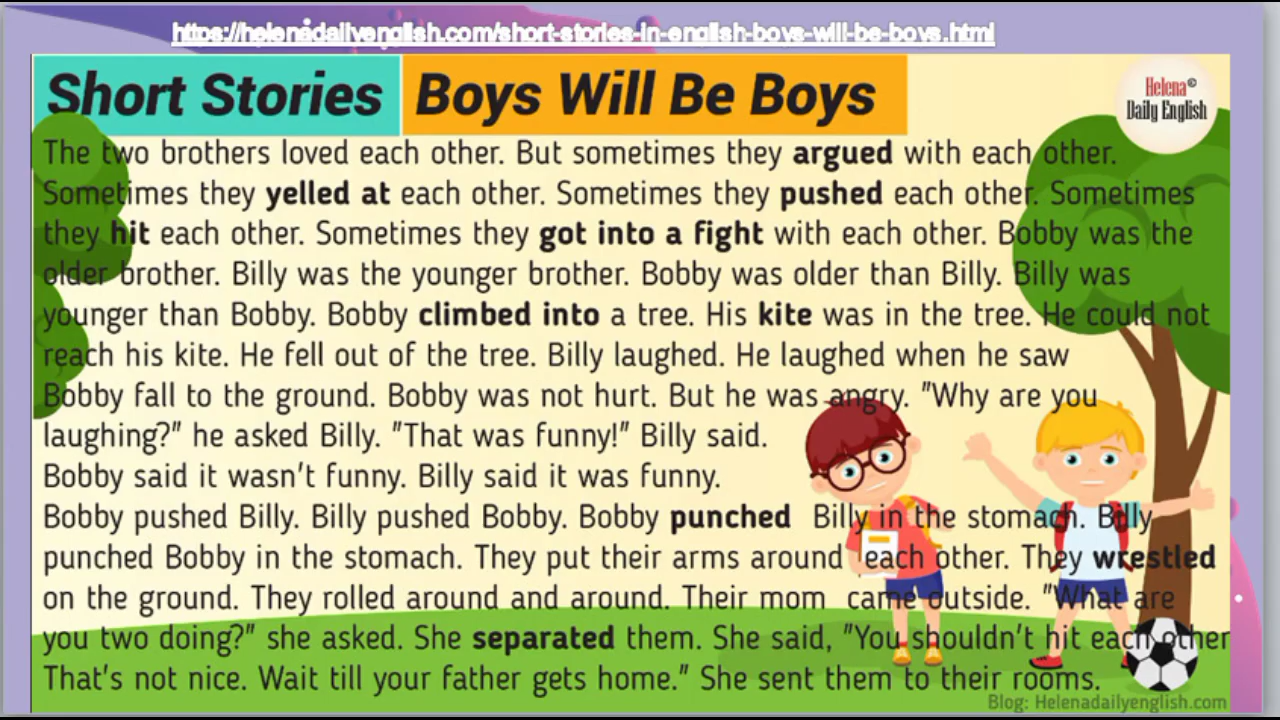 https://helenadailyenglish.com/short-stories-in-english-boys-will-be-boys.html
Short Stories Boys Will Be Boys
Helena©
Daily English
The two brothers loved each other. But sometimes they argued with each other.
Sometimes they yelled at each other. Sometimes they pushed each other. Sometimes
they hit each other. Sometimes they got into a fight with each other. Bobby was the
older brother. Billy was the younger brother. Bobby was older than Billy. Billy was
younger than Bobby. Bobby climbed into a tree. His kite was in the tree. He could not
reach his kite. He fell out of the tree. Billy laughed. He laughed when he saw
Bobby fall to the ground. Bobby was not hurt. But he was angry. "Why are you
laughing?" he asked Billy. "That was funny!" Billy said.
Bobby said it wasn't funny. Billy said it was funny.
Bobby pushed Billy. Billy pushed Bobby. Bobby punched Billy in the stomach. Billy
punched Bobby in the stomach. They put their arms around each other. They wrestled
on the ground. They rolled around and around. Their mom came outside. "What are
you two doing?" she asked. She separated them. She said, "You shouldn't hit each other
That's not nice. Wait till your father gets home." She sent them to their rooms.
Blog: Helenadailyenglish.com